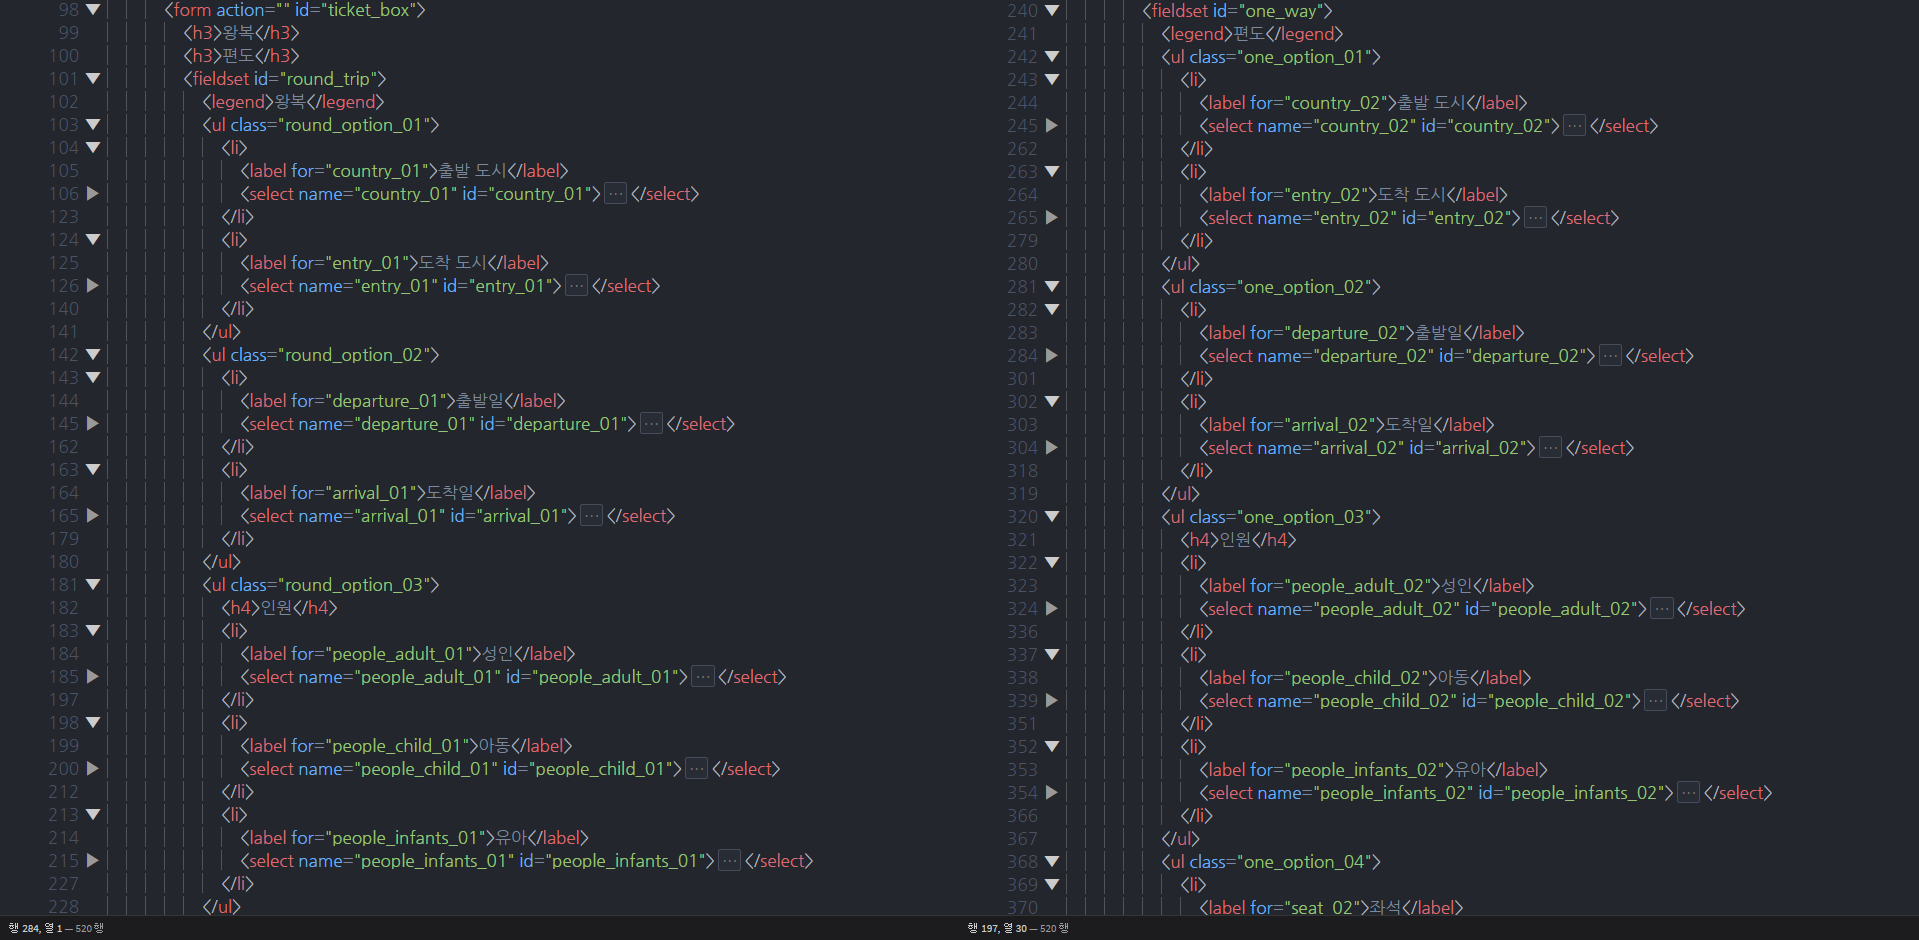 98 ▼ <form action="" id="ticket_box">
99 <h3>왕복</h3>
100 <h3>편도</h3>
101 ▼ <fieldset id="round_trip">
102 <legend>왕복</legend>
103 ▼ <ul class="round_option_01">
104 ▼ <li>
105 <label for="country_01">출발 도시</label>
106 ▶ <select name="country_01" id="country_01"> ··· </select>
123 </li>
124 ▼ <li>
125 <label for="entry_01">도착 도시</label>
126 ▶ <select name="entry_01" id="entry_01"> ··· </select>
140 </li>
141 </ul>
142 ▼ <ul class="round_option_02">
143 ▼ <li>
144 <label for="departure_01">출발일</label>
145 ▶ <select name="departure_01" id="departure_01"> ··· </select>
162 </li>
163 ▼ <li>
164 <label for="arrival_01">도착일</label>
165 ▶ <select name="arrival_01" id="arrival_01"> ··· </select>
179 </li>
180 </ul>
181 ▼ <ul class="round_option_03">
182 <h4>인원</h4>
183 ▼ <li>
184 <label for="people_adult_01">성인</label>
185 ▶ <select name="people_adult_01" id="people_adult_01"> ··· </select>
197 </li>
198 ▼ <li>
199 <label for="people_child_01">아동</label>
200 ▶ <select name="people_child_01" id="people_child_01"> ··· </select>
212 </li>
213 ▼ <li>
214 <label for="people_infants_01">유아</label>
215 ▶ <select name="people_infants_01" id="people_infants_01"> ··· </select>
227 </li>
228 </ul>
행 284, 열 1 — 520 행
240 ▼ <fieldset id="one_way">
241 <legend>편도</legend>
242 ▼ <ul class="one_option_01">
243 ▼ <li>
244 <label for="country_02">출발 도시</label>
245 ▶ <select name="country_02" id="country_02"> ··· </select>
262 </li>
263 ▼ <li>
264 <label for="entry_02">도착 도시</label>
265 ▶ <select name="entry_02" id="entry_02"> ··· </select>
279 </li>
280 </ul>
281 ▼ <ul class="one_option_02">
282 ▼ <li>
283 <label for="departure_02">출발일</label>
284 ▶ <select name="departure_02" id="departure_02"> ··· </select>
301 </li>
302 ▼ <li>
303 <label for="arrival_02">도착일</label>
304 ▶ <select name="arrival_02" id="arrival_02"> ··· </select>
318 </li>
319 </ul>
320 ▼ <ul class="one_option_03">
321 <h4>인원</h4>
322 ▼ <li>
323 <label for="people_adult_02">성인</label>
324 ▶ <select name="people_adult_02" id="people_adult_02"> ··· </select>
336 </li>
337 ▼ <li>
338 <label for="people_child_02">아동</label>
339 ▶ <select name="people_child_02" id="people_child_02"> ··· </select>
351 </li>
352 ▼ <li>
353 <label for="people_infants_02">유아</label>
354 ▶ <select name="people_infants_02" id="people_infants_02"> ··· </select>
366 </li>
367 </ul>
368 ▼ <ul class="one_option_04">
369 ▼ <li>
370 <label for="seat_02">좌석</label>
행 197, 열 30 — 520 행